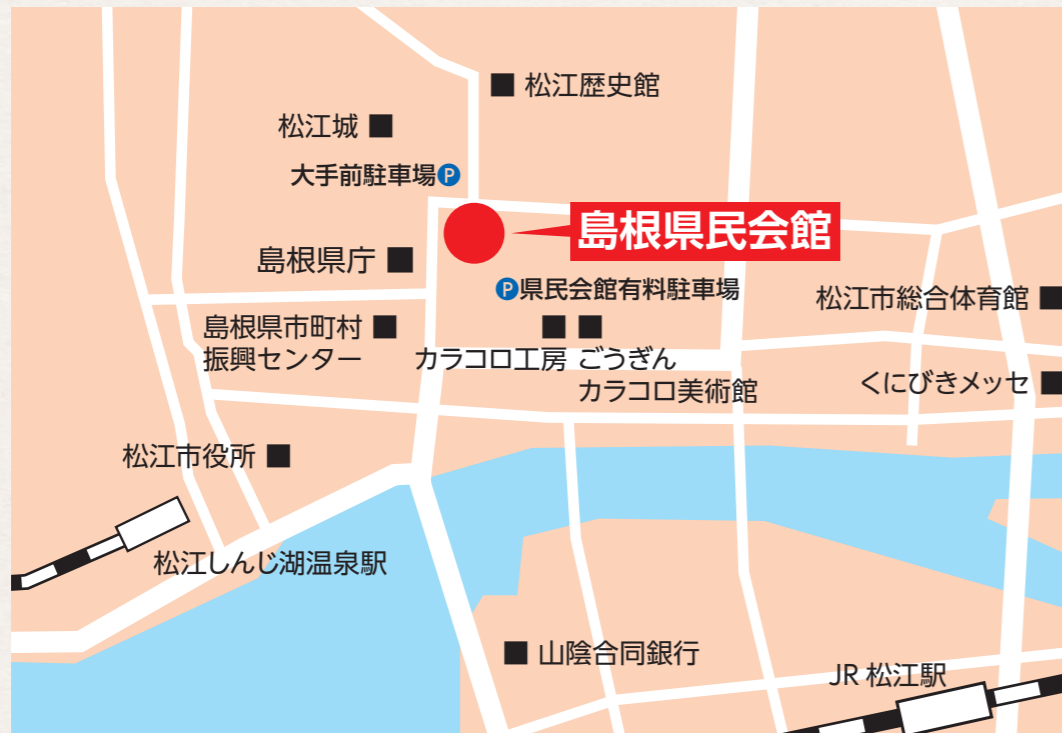 松江歴史館
松江城
大手前駐車場P
島根県民会館
島根県庁
P県民会館有料駐車場
松江市総合体育館
島根県市町村
振興センター
カラコロ工房
ごうぎん
カラコロ美術館
くにびきメッセ
松江市役所
松江しんじ湖温泉駅
山陰合同銀行
JR 松江駅